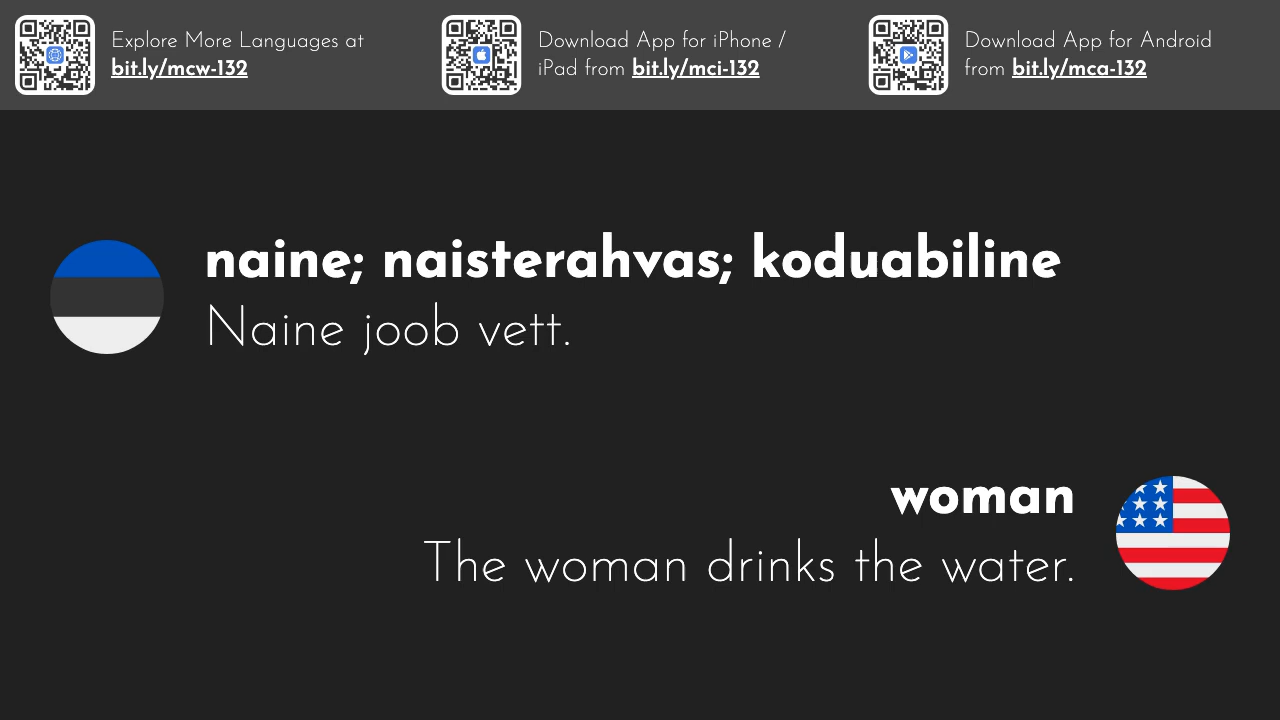 Explore More Languages at
bit.ly/mcw-132
Download App for iPhone /
iPad from bit.ly/mci-132
Download App for Android
from bit.ly/mca-132
naine; naisterahvas; koduabiline
Naine joob vett.
woman
The woman drinks the water.